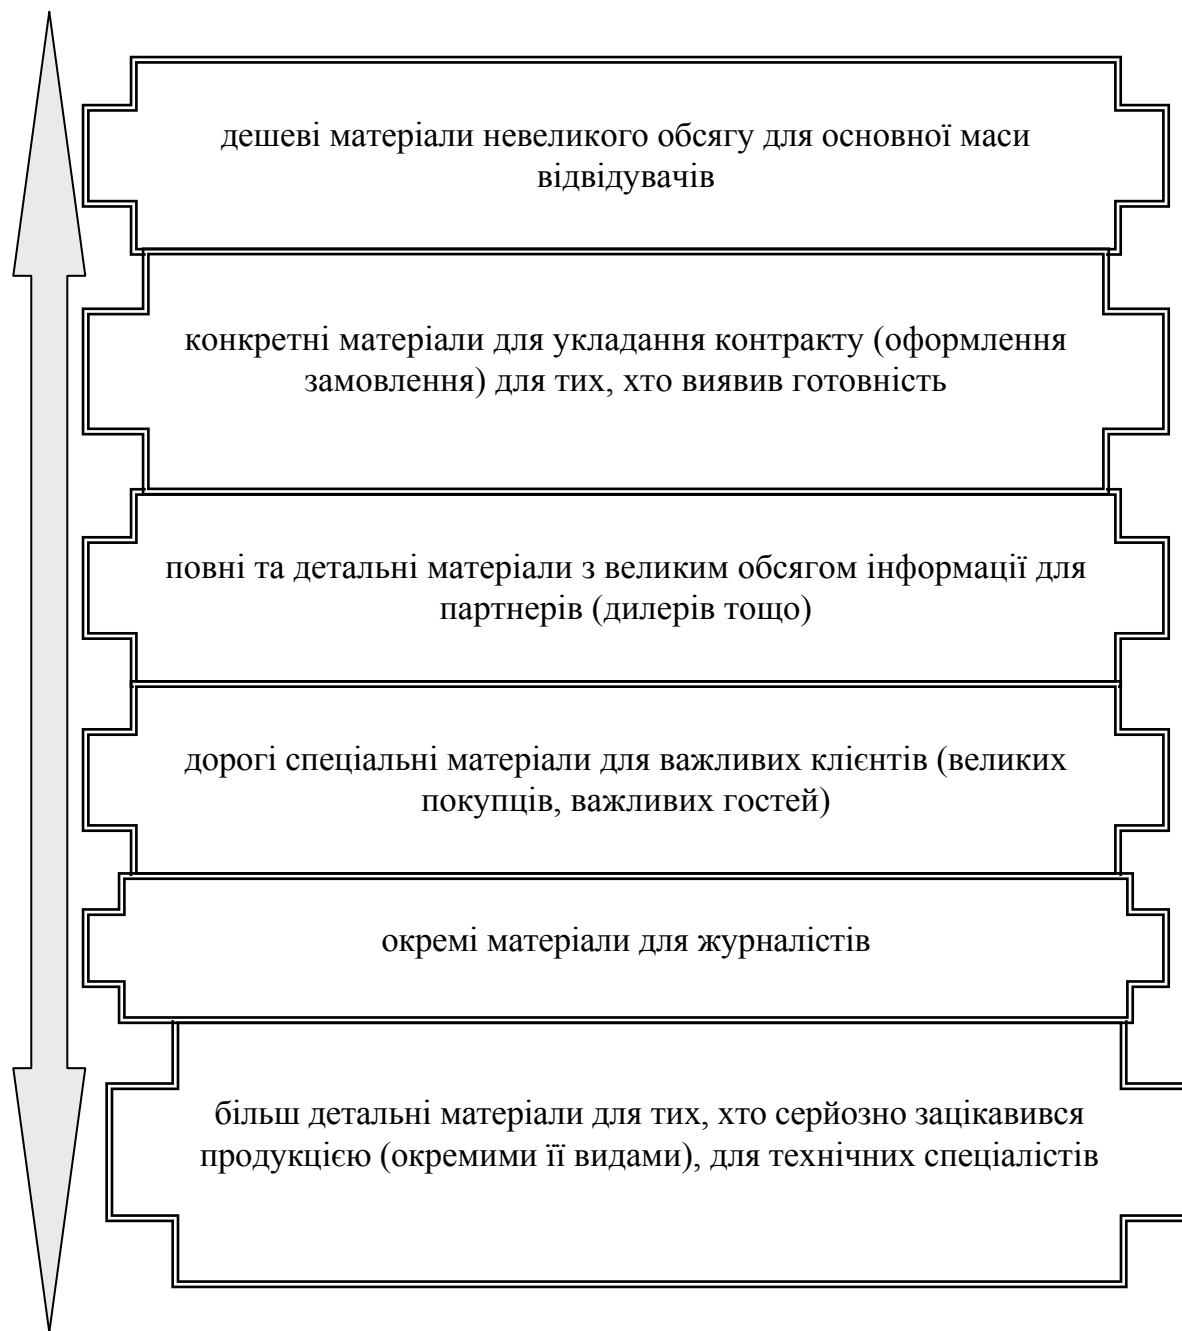 дешеві матеріали невеликого обсягу для основної маси
відвідувачів
конкретні матеріали для укладання контракту (оформлення
замовлення) для тих, хто виявив готовність
повні та детальні матеріали з великим обсягом інформації для
партнерів (дилерів тощо)
дорогі спеціальні матеріали для важливих клієнтів (великих
покупців, важливих гостей)
окремі матеріали для журналістів
більш детальні матеріали для тих, хто серйозно зацікавився
продукцією (окремими її видами), для технічних спеціалістів